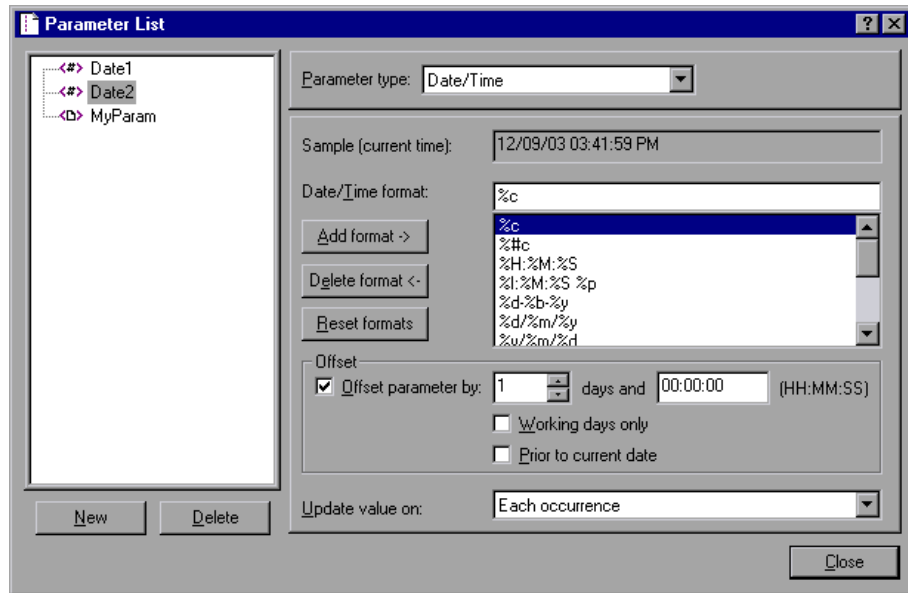 Parameter List
<#> Date1
<#> Date2
MyParam
New
Delete
Parameter type: Date/Time
Sample (current time): 12/09/03 03:41:59 PM
Date/Time format: %c
Add format ->
Delete format <-
Reset formats
%c
%#c
%H:%M:%S
%I:%M:%S %p
%d-%b-%y
%d/%m/%y
%y/%m/%d
Offset
Offset parameter by: 1 days and 00:00:00 (HH:MM:SS)
Working days only
Prior to current date
Update value on: Each occurrence
Close